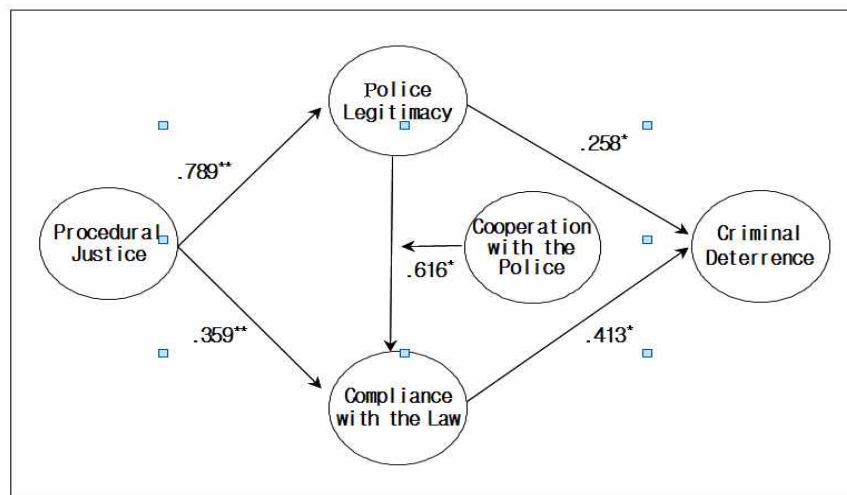 Police
Legitimacy
.258*
.789**
Procedural
Justice
Cooperation
with the
Police
Criminal
Deterrence
.616*
.359**
.413*
Compliance
with the Law